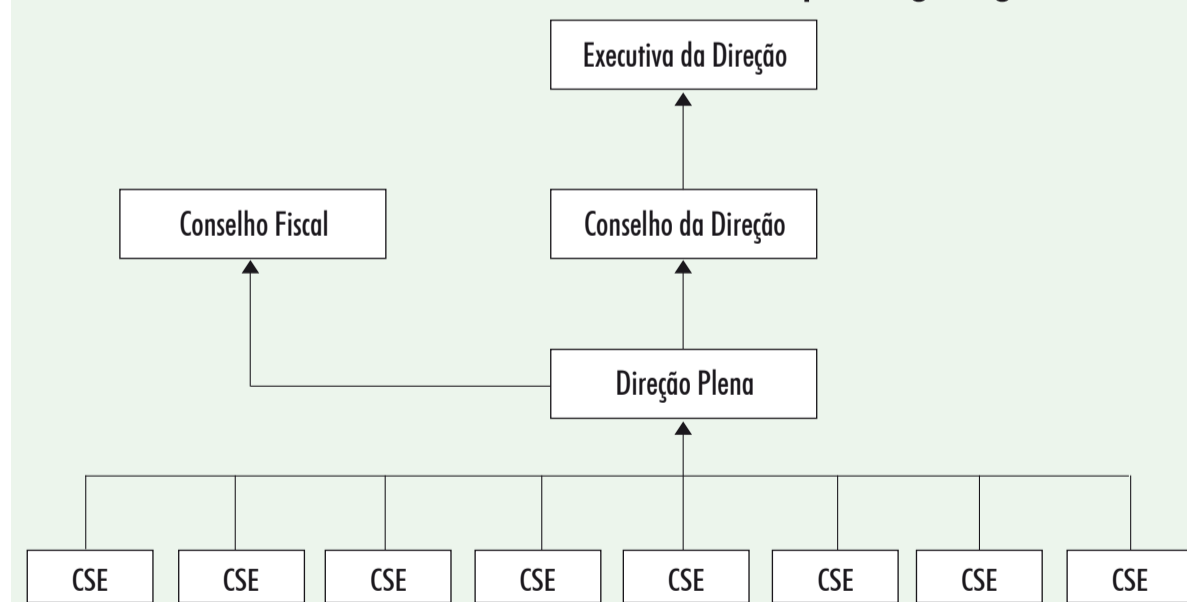 Executiva da Direção
Conselho Fiscal
Conselho da Direção
Direção Plena
CSE
CSE
CSE
CSE
CSE
CSE
CSE
CSE